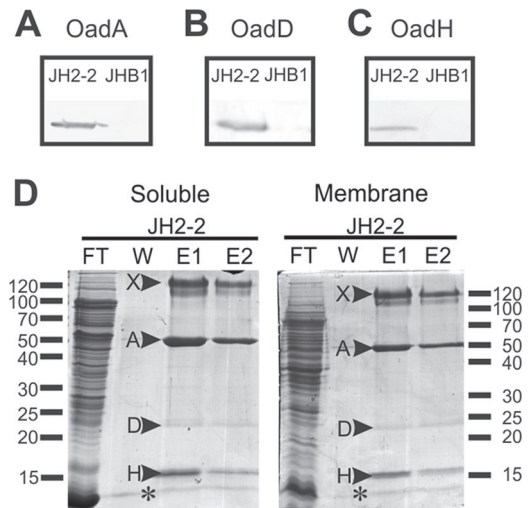 A OadA
B OadD
C OadH
JH2-2 JHB1
JH2-2 JHB1
JH2-2 JHB1
D Soluble Membrane
JH2-2 JH2-2
FT W E1 E2 FT W E1 E2
120
100
70
50
40
30
25
20
15
X
A
D
H
*
X
A
D
H
*
120
100
70
50
40
30
25
20
15